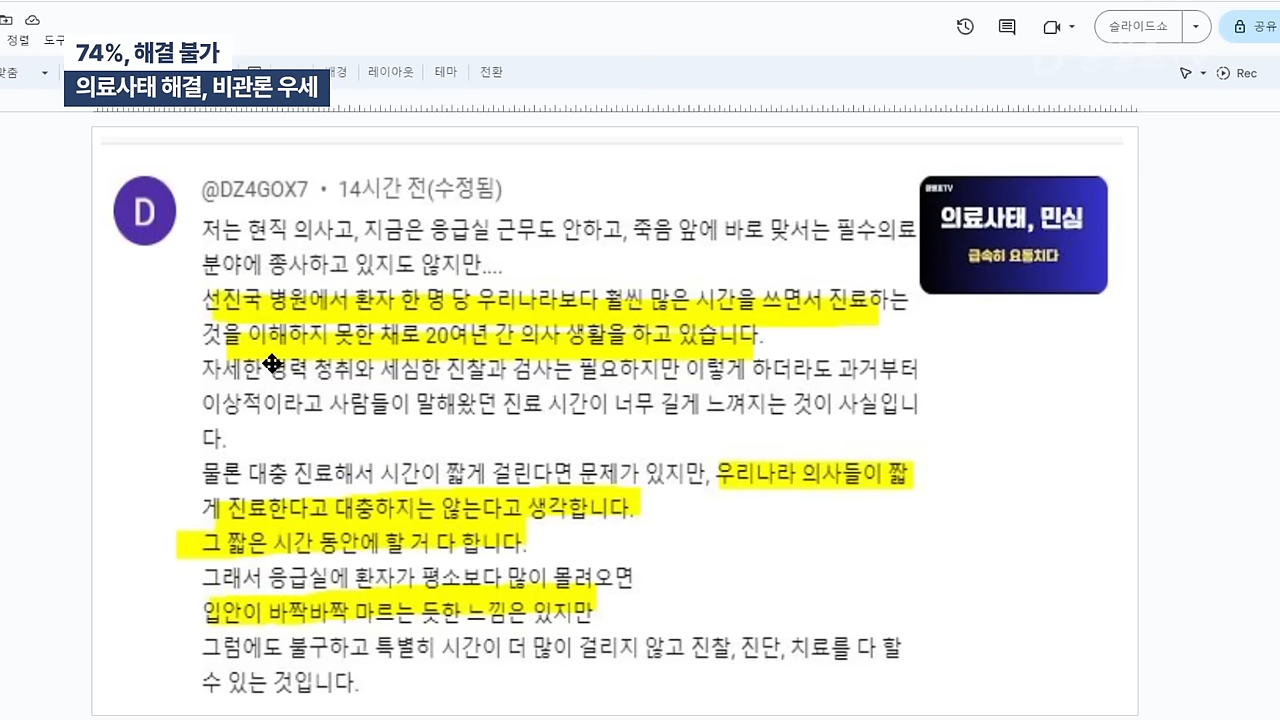 정렬
도구
74%, 해결 불가
의료사태 해결, 비관론 우세
맞춤
배경
레이아웃
테마
전환
슬라이드쇼
공유
Rec
@DZ4GOX7 • 14시간 전(수정됨)
D
저는 현직 의사고, 지금은 응급실 근무도 안하고, 죽음 앞에 바로 맞서는 필수의료
분야에 종사하고 있지도 않지만....
선진국 병원에서 환자 한 명 당 우리나라보다 훨씬 많은 시간을 쓰면서 진료하는
것을 이해하지 못한 채로 20여년 간 의사 생활을 하고 있습니다.
자세한 병력 청취와 세심한 진찰과 검사는 필요하지만 이렇게 하더라도 과거부터
이상적이라고 사람들이 말해왔던 진료 시간이 너무 길게 느껴지는 것이 사실입니
다.
물론 대충 진료해서 시간이 짧게 걸린다면 문제가 있지만, 우리나라 의사들이 짧
게 진료한다고 대충하지는 않는다고 생각합니다.
그 짧은 시간 동안에 할 거 다 합니다.
그래서 응급실에 환자가 평소보다 많이 몰려오면
입안이 바짝바짝 마르는 듯한 느낌은 있지만
그럼에도 불구하고 특별히 시간이 더 많이 걸리지 않고 진찰, 진단, 치료를 다 할
수 있는 것입니다.
의료사태, 민심
급속히 요동치다